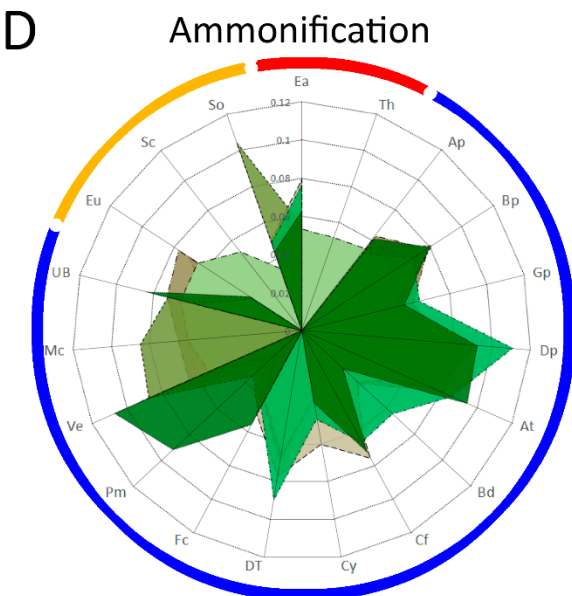 D
Ammonification
Ea
Th
Ap
Bp
Gp
Dp
At
Bd
Cf
Cy
DT
Fc
Pm
Ve
Mc
UB
Eu
Sc
So
0.12
0.1
0.08
0.02